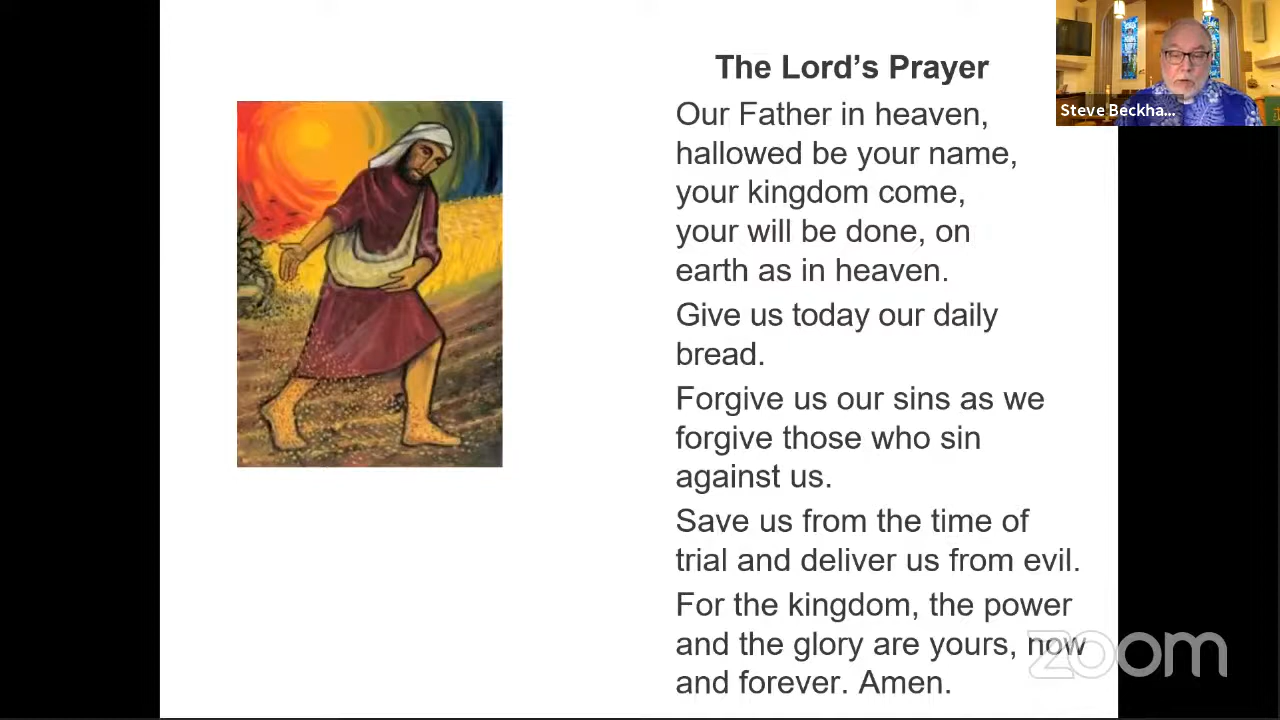 The Lord’s Prayer
Our Father in heaven,
hallowed be your name,
your kingdom come,
your will be done, on
earth as in heaven.
Give us today our daily
bread.
Forgive us our sins as we
forgive those who sin
against us.
Save us from the time of
trial and deliver us from evil.
For the kingdom, the power
and the glory are yours, now
and forever. Amen.
Steve Beckha...
zoom